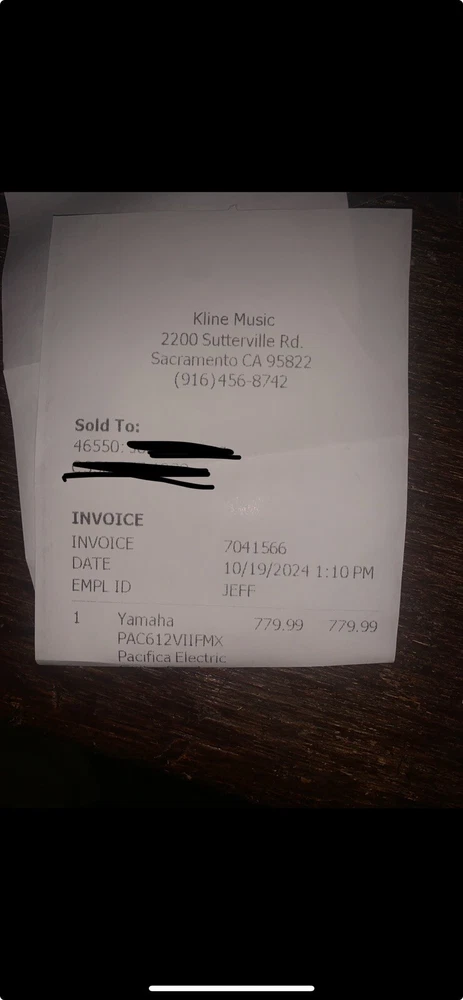 Kline Music
2200 Sutterville Rd.
Sacramento CA 95822
(916)456-8742
Sold To:
46550:
INVOICE
INVOICE 7041566
DATE 10/19/2024 1:10 PM
EMPL ID JEFF
1 Yamaha 779.99 779.99
PAC612VIIFMX
Pacifica Electric